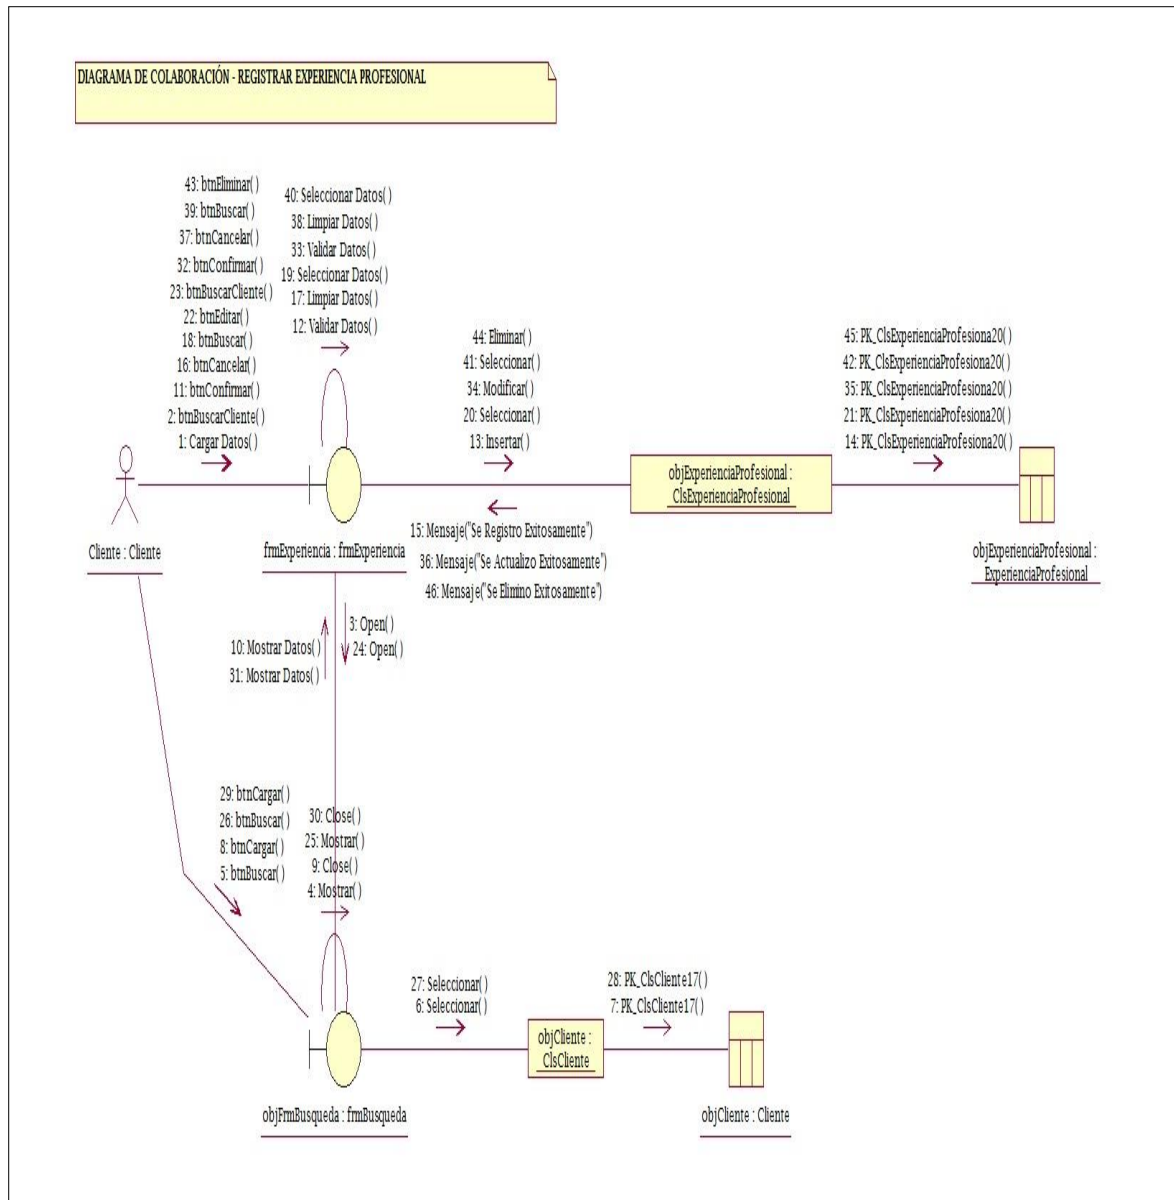 DIAGRAMA DE COLABORACIÓN - REGISTRAR EXPERIENCIA PROFESIONAL
43: btnEliminar( )
39: btnBuscar( )
37: btnCancelar( )
32: btnConfirmar( )
23: btnBuscarCliente( )
22: btnEditar( )
18: btnBuscar( )
16: btnCancelar( )
11: btnConfirmar( )
2: btnBuscarCliente( )
1: Cargar Datos( )
40: Seleccionar Datos( )
38: Limpiar Datos( )
33: Validar Datos( )
19: Seleccionar Datos( )
17: Limpiar Datos( )
12: Validar Datos( )
44: Eliminar( )
41: Seleccionar( )
34: Modificar( )
20: Seleccionar( )
13: Insertar( )
45: PK_ClsExperienciaProfesiona20( )
42: PK_ClsExperienciaProfesiona20( )
35: PK_ClsExperienciaProfesiona20( )
21: PK_ClsExperienciaProfesiona20( )
14: PK_ClsExperienciaProfesiona20( )
objExperienciaProfesional :
ClsExperienciaProfesional
Cliente : Cliente
frmExperiencia : frmExperiencia
15: Mensaje("Se Registro Exitosamente")
36: Mensaje("Se Actualizo Exitosamente")
46: Mensaje("Se Elimino Exitosamente")
objExperienciaProfesional :
ExperienciaProfesional
3: Open( )
24: Open( )
10: Mostrar Datos( )
31: Mostrar Datos( )
29: btnCargar( )
26: btnBuscar( )
8: btnCargar( )
5: btnBuscar( )
30: Close( )
25: Mostrar( )
9: Close( )
4: Mostrar( )
27: Seleccionar( )
6: Seleccionar( )
28: PK_ClsCliente17( )
7: PK_ClsCliente17( )
objCliente :
ClsCliente
objFrmBusqueda : frmBusqueda
objCliente : Cliente